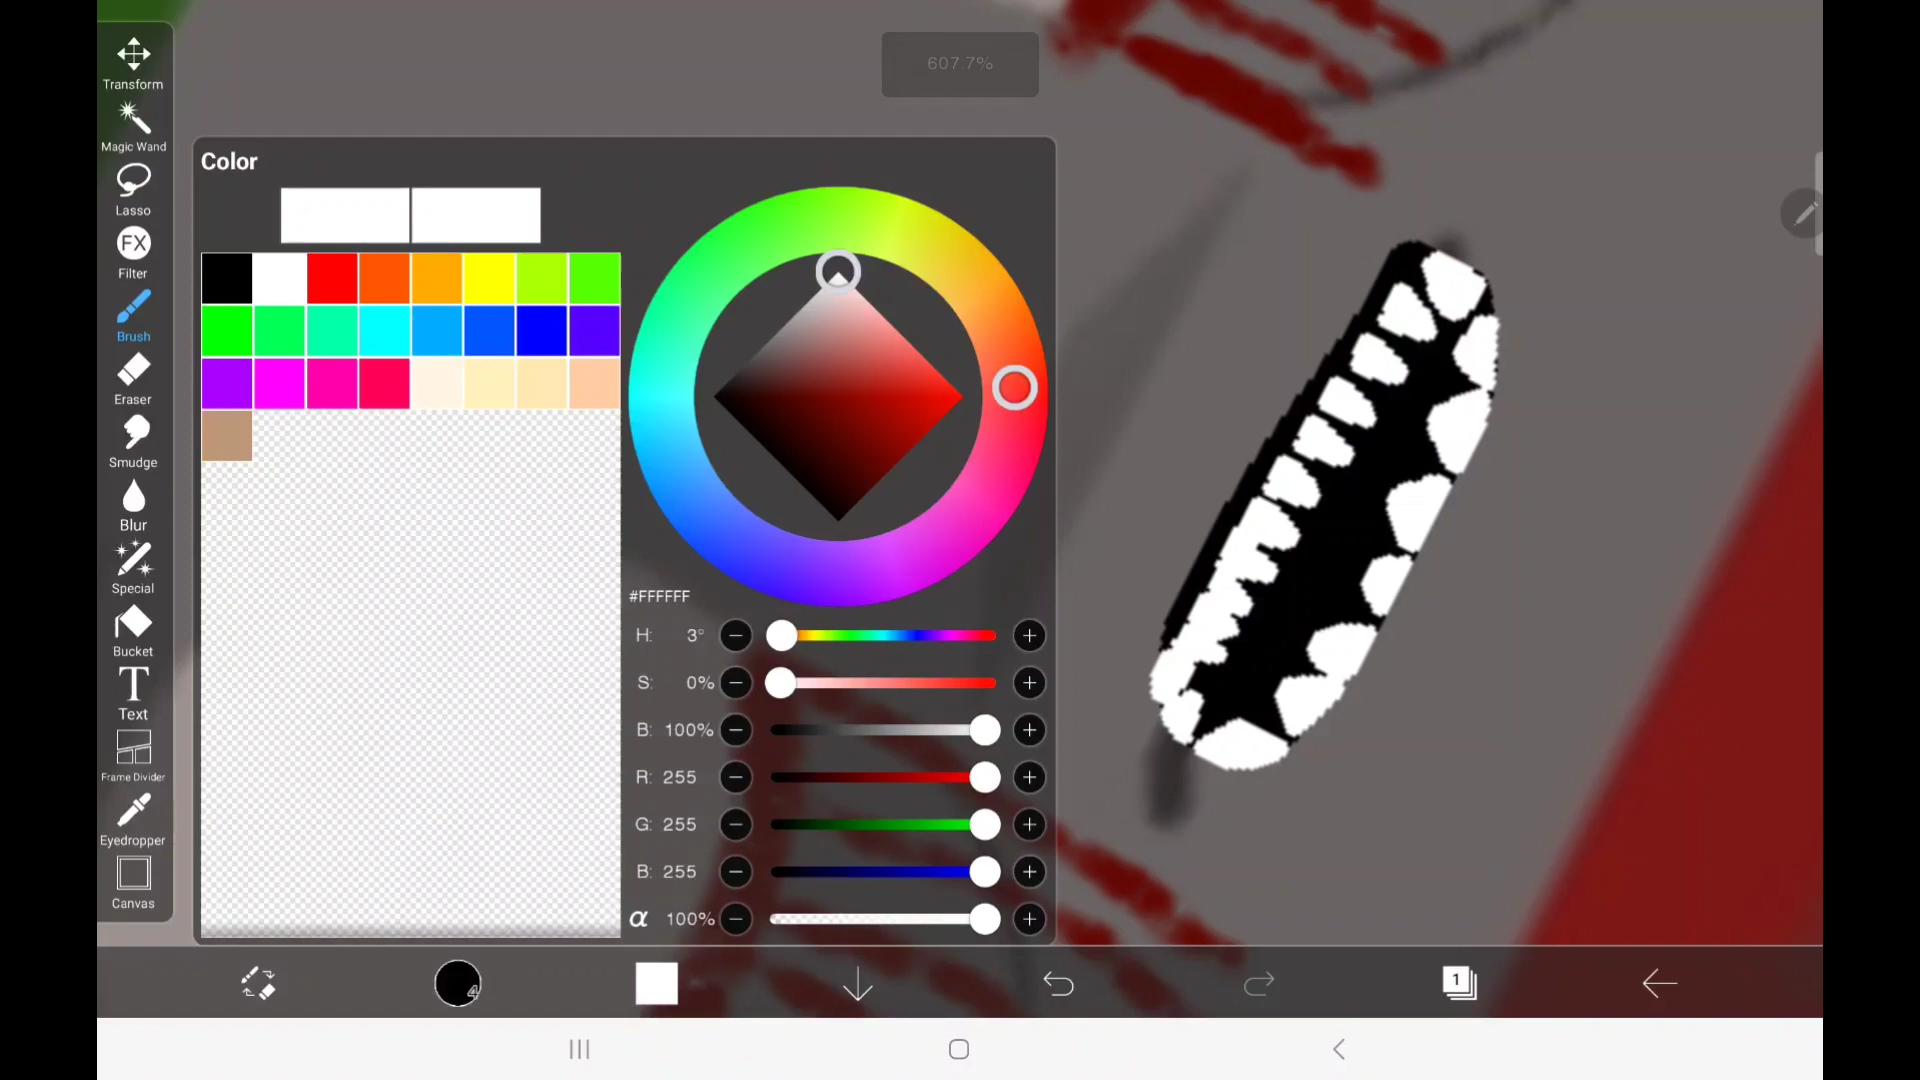 607.7%
Transform
Magic Wand
Lasso
FX
Filter
Brush
Eraser
Smudge
Blur
Special
Bucket
T
Text
Frame Divider
Eyedropper
Canvas
Color
#FFFFFF
H: 3°
S: 0%
B: 100%
R: 255
G: 255
B: 255
α 100%
4
1